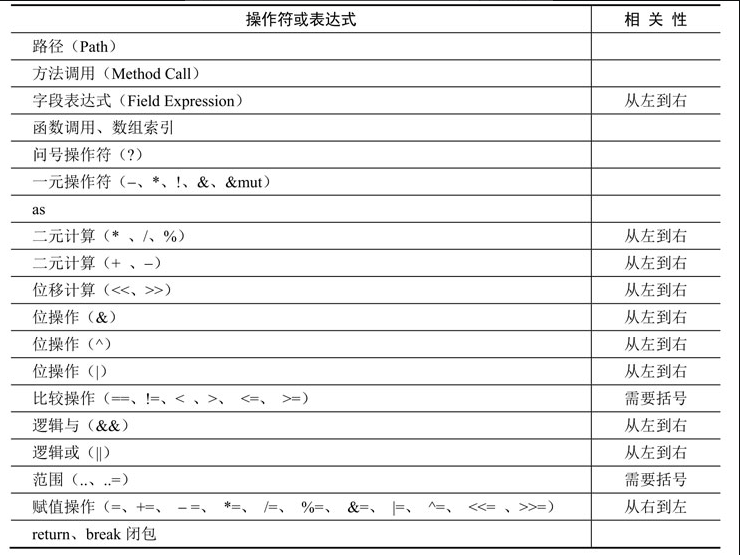 操作符或表达式 相 关 性
路径（Path）
方法调用（Method Call）
字段表达式（Field Expression） 从左到右
函数调用、数组索引
问号操作符（?）
一元操作符（–、*、!、&、&mut）
as
二元计算（* 、/、%） 从左到右
二元计算（+ 、–） 从左到右
位移计算（<<、>>） 从左到右
位操作（&） 从左到右
位操作（^） 从左到右
位操作（|） 从左到右
比较操作（==、!=、< 、>、 <=、 >=） 需要括号
逻辑与（&&） 从左到右
逻辑或（||） 从左到右
范围（..、..=） 需要括号
赋值操作（=、+=、 – =、 *=、 /=、 %=、 &=、 |=、 ^=、 <<= 、>>=） 从右到左
return、break 闭包